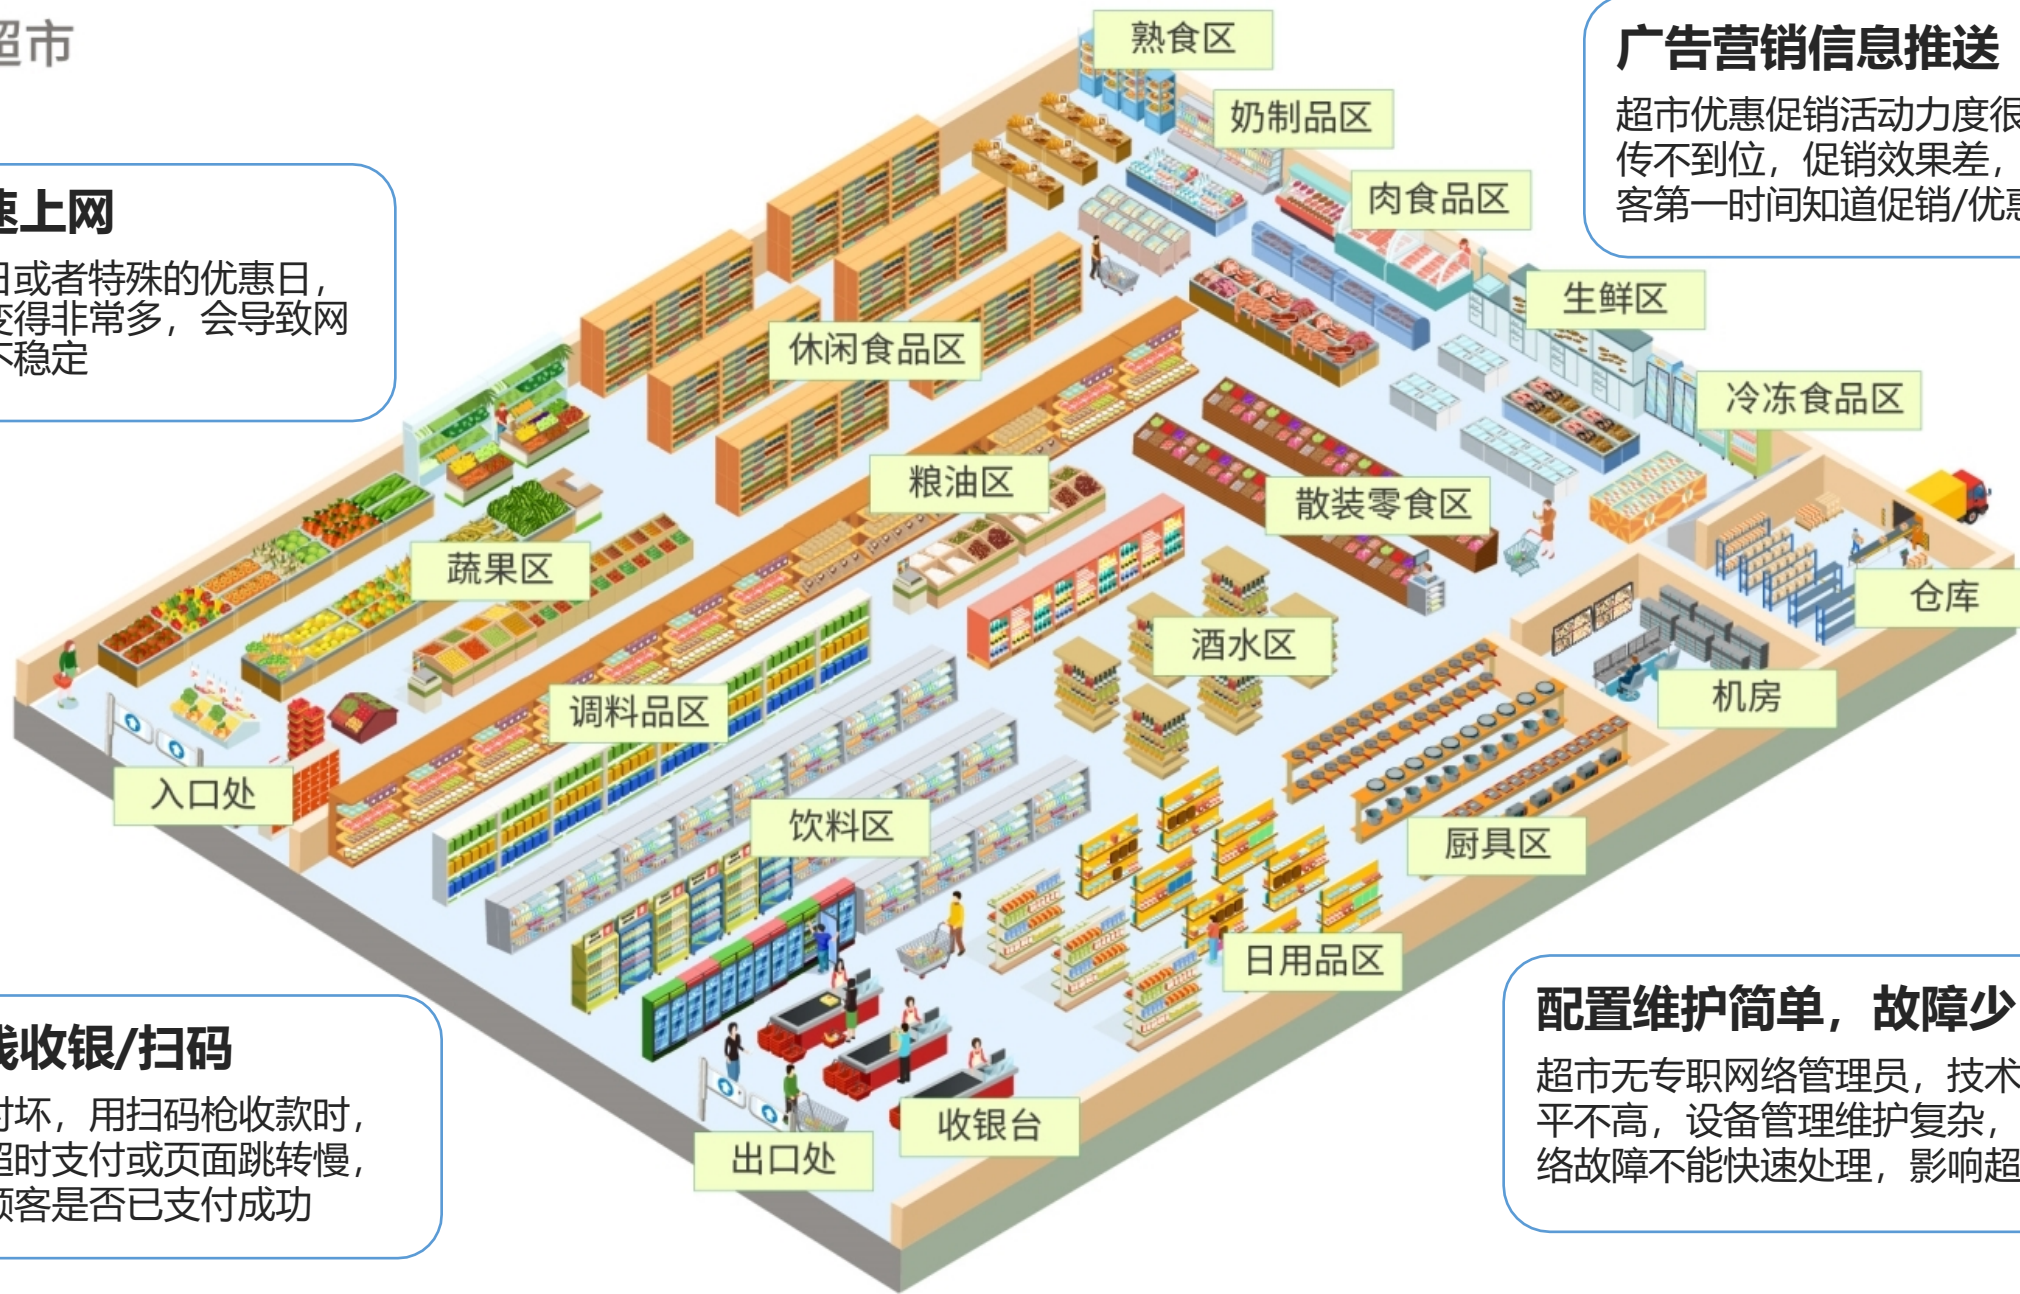 超市
熟食区
广告营销信息推送
超市优惠促销活动力度很
传不到位，促销效果差，
客第一时间知道促销/优惠
奶制品区
肉食品区
速上网
日或者特殊的优惠日，
变得非常多，会导致网
不稳定
生鲜区
休闲食品区
冷冻食品区
粮油区
散装零食区
蔬果区
仓库
酒水区
机房
调料品区
入口处
饮料区
厨具区
日用品区
线收银/扫码
时坏，用扫码枪收款时，
超时支付或页面跳转慢，
顾客是否已支付成功
收银台
出口处
配置维护简单，故障少
超市无专职网络管理员，技术
平不高，设备管理维护复杂，
络故障不能快速处理，影响超